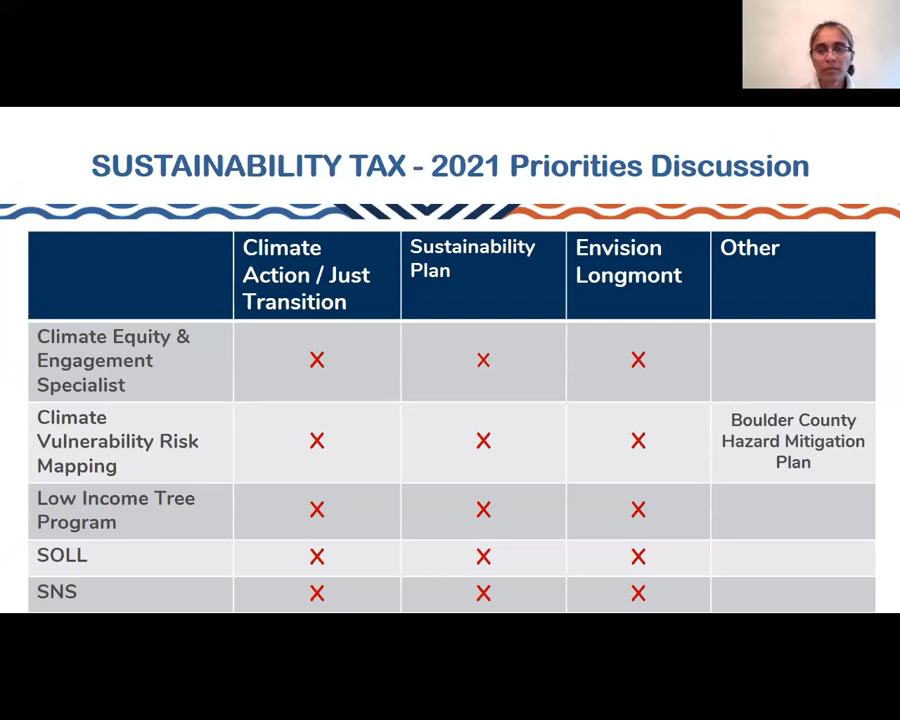 SUSTAINABILITY TAX - 2021 Priorities Discussion
Climate
Action / Just
Transition
Sustainability
Plan
Envision
Longmont
Other
Climate Equity &
Engagement
Specialist
X
X
X
Climate
Vulnerability Risk
Mapping
X
X
X
Boulder County
Hazard Mitigation
Plan
Low Income Tree
Program
X
X
X
SOLL
X
X
X
SNS
X
X
X